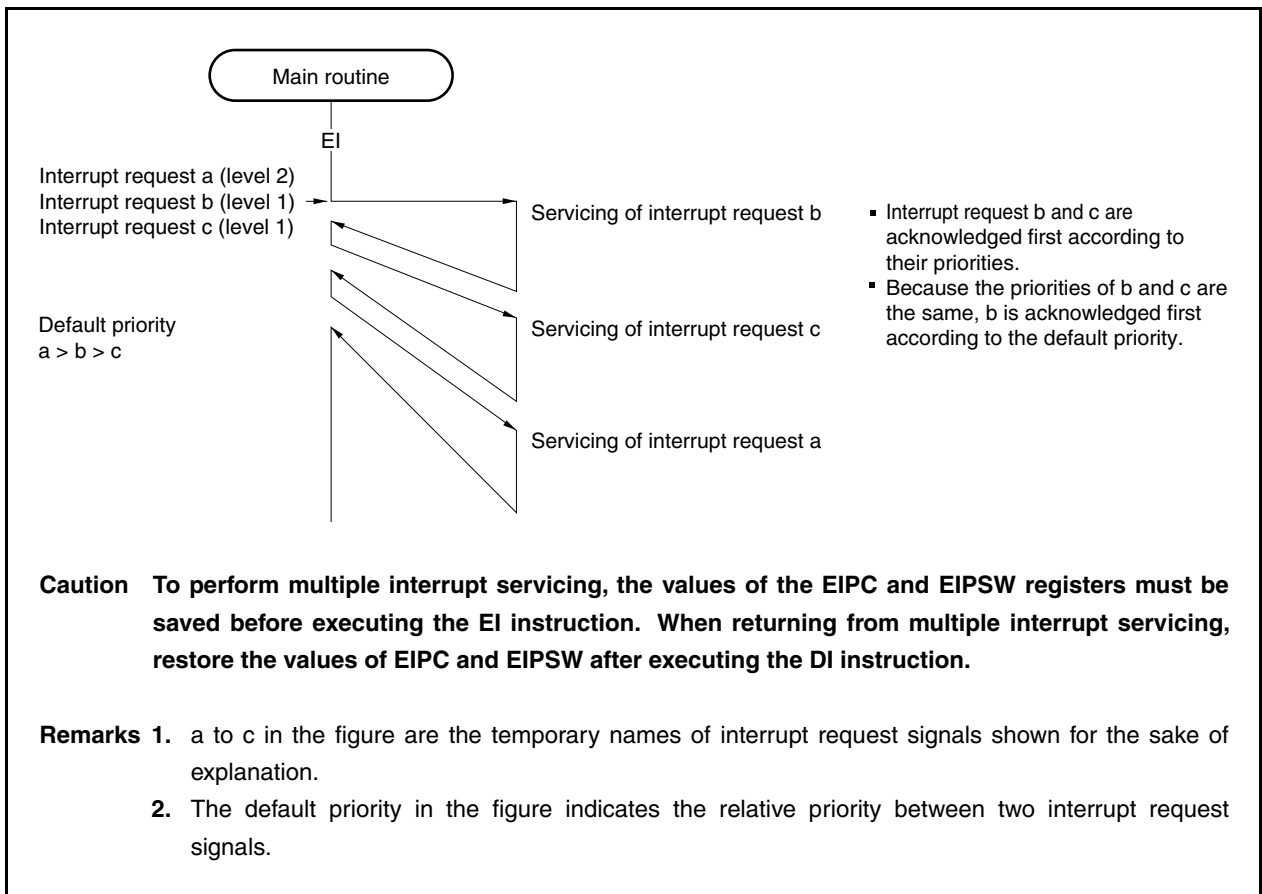 Main routine
EI
Interrupt request a (level 2)
Interrupt request b (level 1)
Interrupt request c (level 1)
Servicing of interrupt request b
▪ Interrupt request b and c are
acknowledged first according to
their priorities.
▪ Because the priorities of b and c are
the same, b is acknowledged first
according to the default priority.
Default priority
a > b > c
Servicing of interrupt request c
Servicing of interrupt request a
Caution To perform multiple interrupt servicing, the values of the EIPC and EIPSW registers must be
saved before executing the EI instruction. When returning from multiple interrupt servicing,
restore the values of EIPC and EIPSW after executing the DI instruction.
Remarks 1. a to c in the figure are the temporary names of interrupt request signals shown for the sake of
explanation.
2. The default priority in the figure indicates the relative priority between two interrupt request
signals.